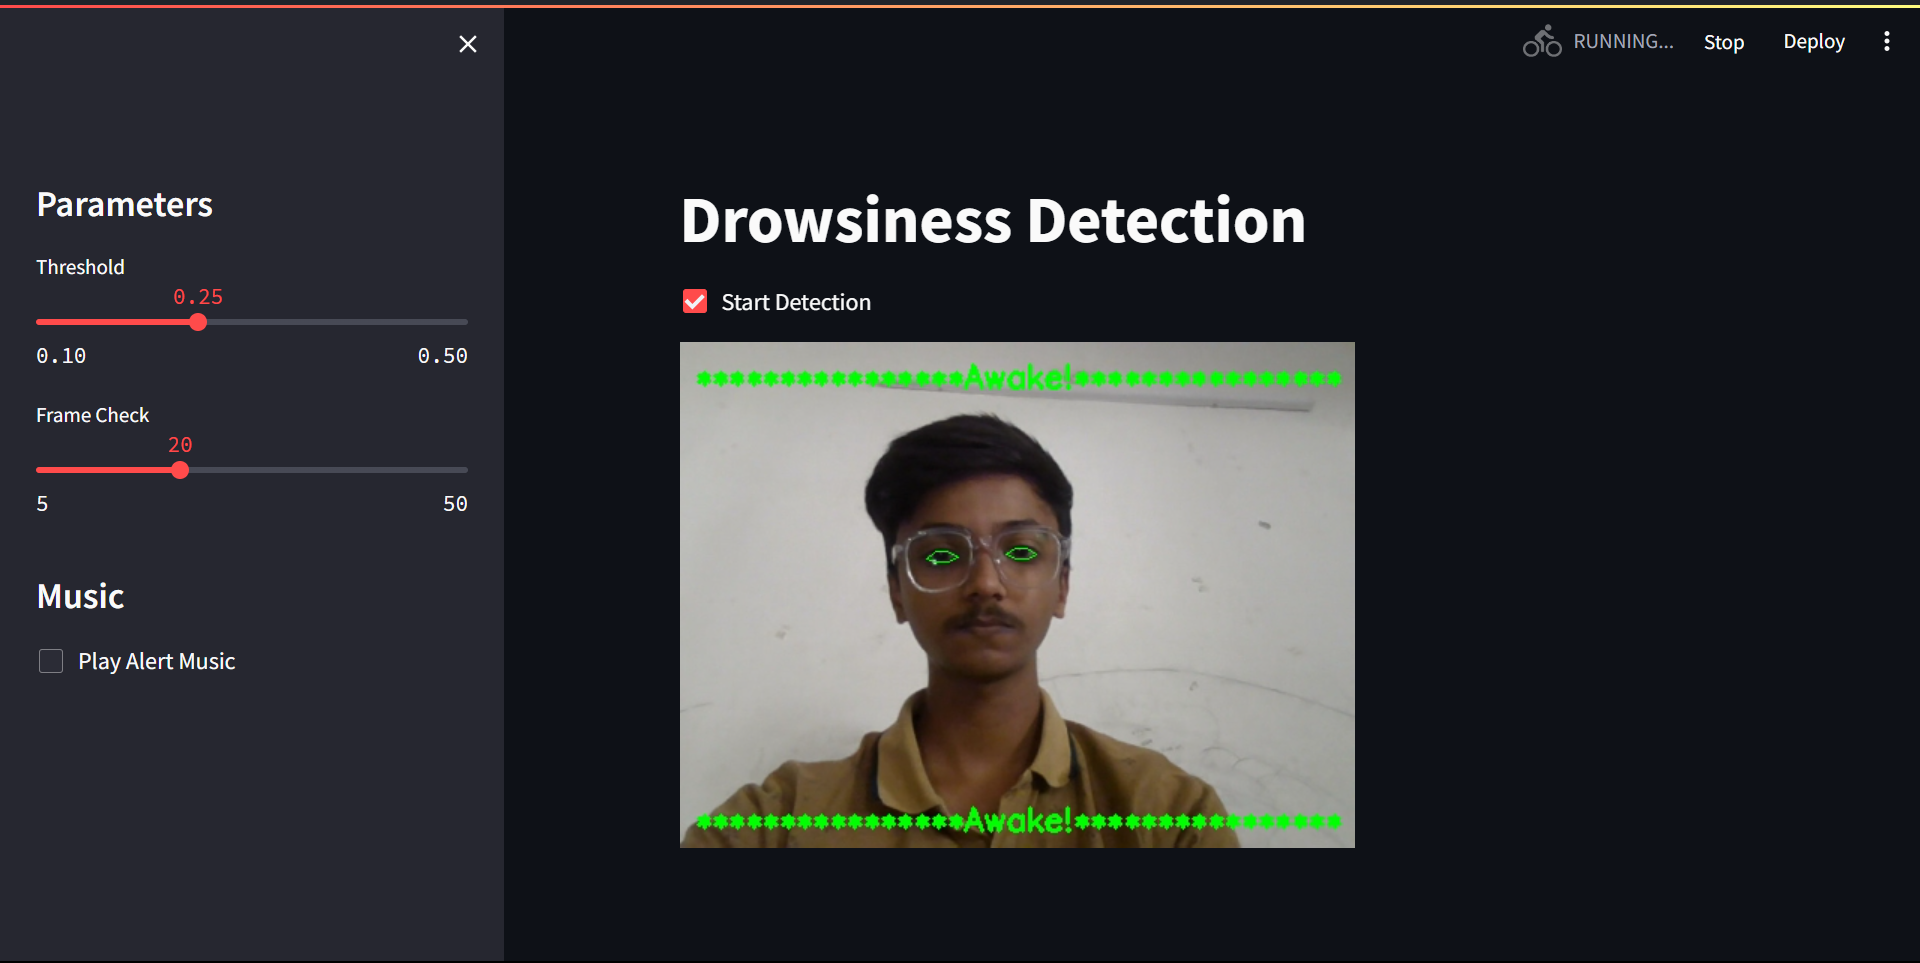 RUNNING...
Stop
Deploy
Parameters
Threshold
0.25
0.10
0.50
Frame Check
20
5
50
Music
Play Alert Music
Drowsiness Detection
Start Detection
****************Awake!****************
****************Awake!****************